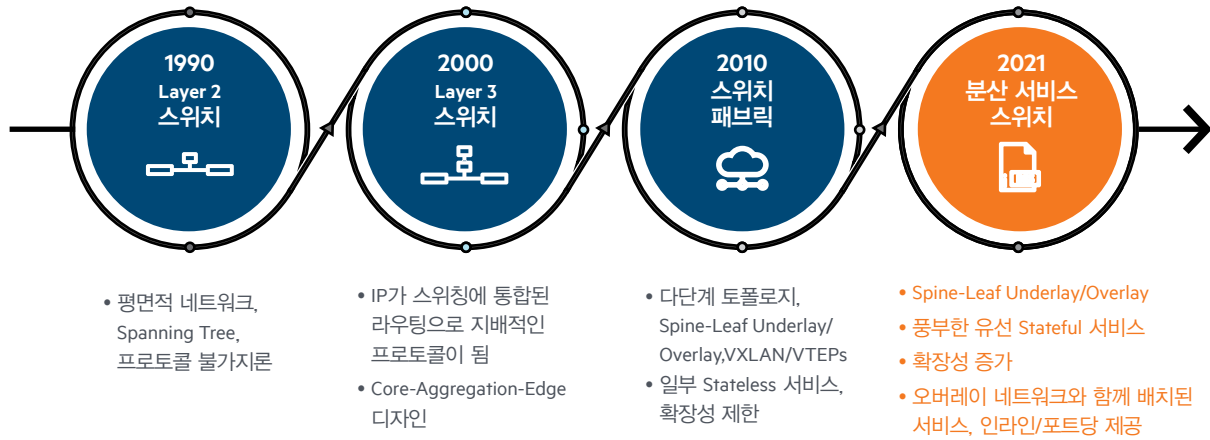 1990
Layer 2
스위치
2000
Layer 3
스위치
2010
스위치
패브릭
2021
분산 서비스
스위치
• 평면적 네트워크,
Spanning Tree,
프로토콜 불가지론
• IP가 스위칭에 통합된
라우팅으로 지배적인
프로토콜이 됨
• Core-Aggregation-Edge
디자인
• 다단계 토폴로지,
Spine-Leaf Underlay/
Overlay,VXLAN/VTEPs
• 일부 Stateless 서비스,
확장성 제한
• Spine-Leaf Underlay/Overlay
• 풍부한 유선 Stateful 서비스
• 확장성 증가
• 오버레이 네트워크와 함께 배치된
서비스, 인라인/포트당 제공